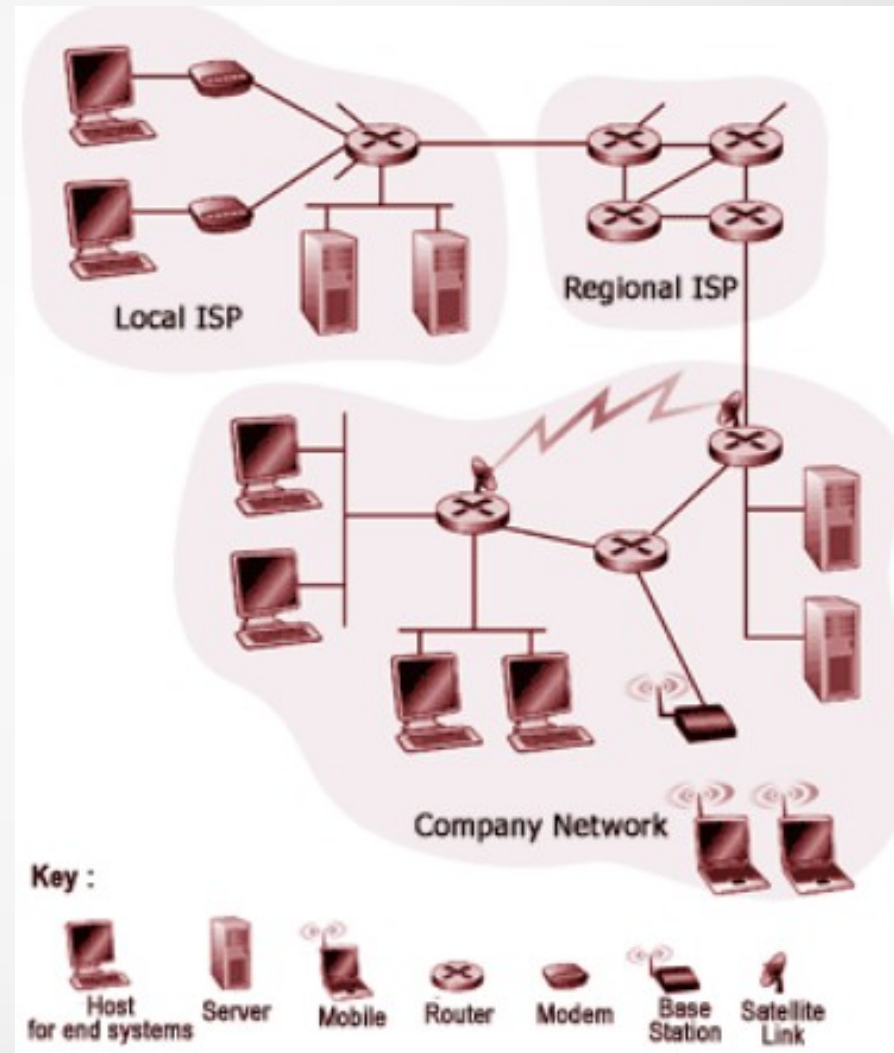 Local ISP
Regional ISP
Company Network
Key :
Host
for end systems
Server
Mobile
Router
Modem
Base
Station
Satellite
Link